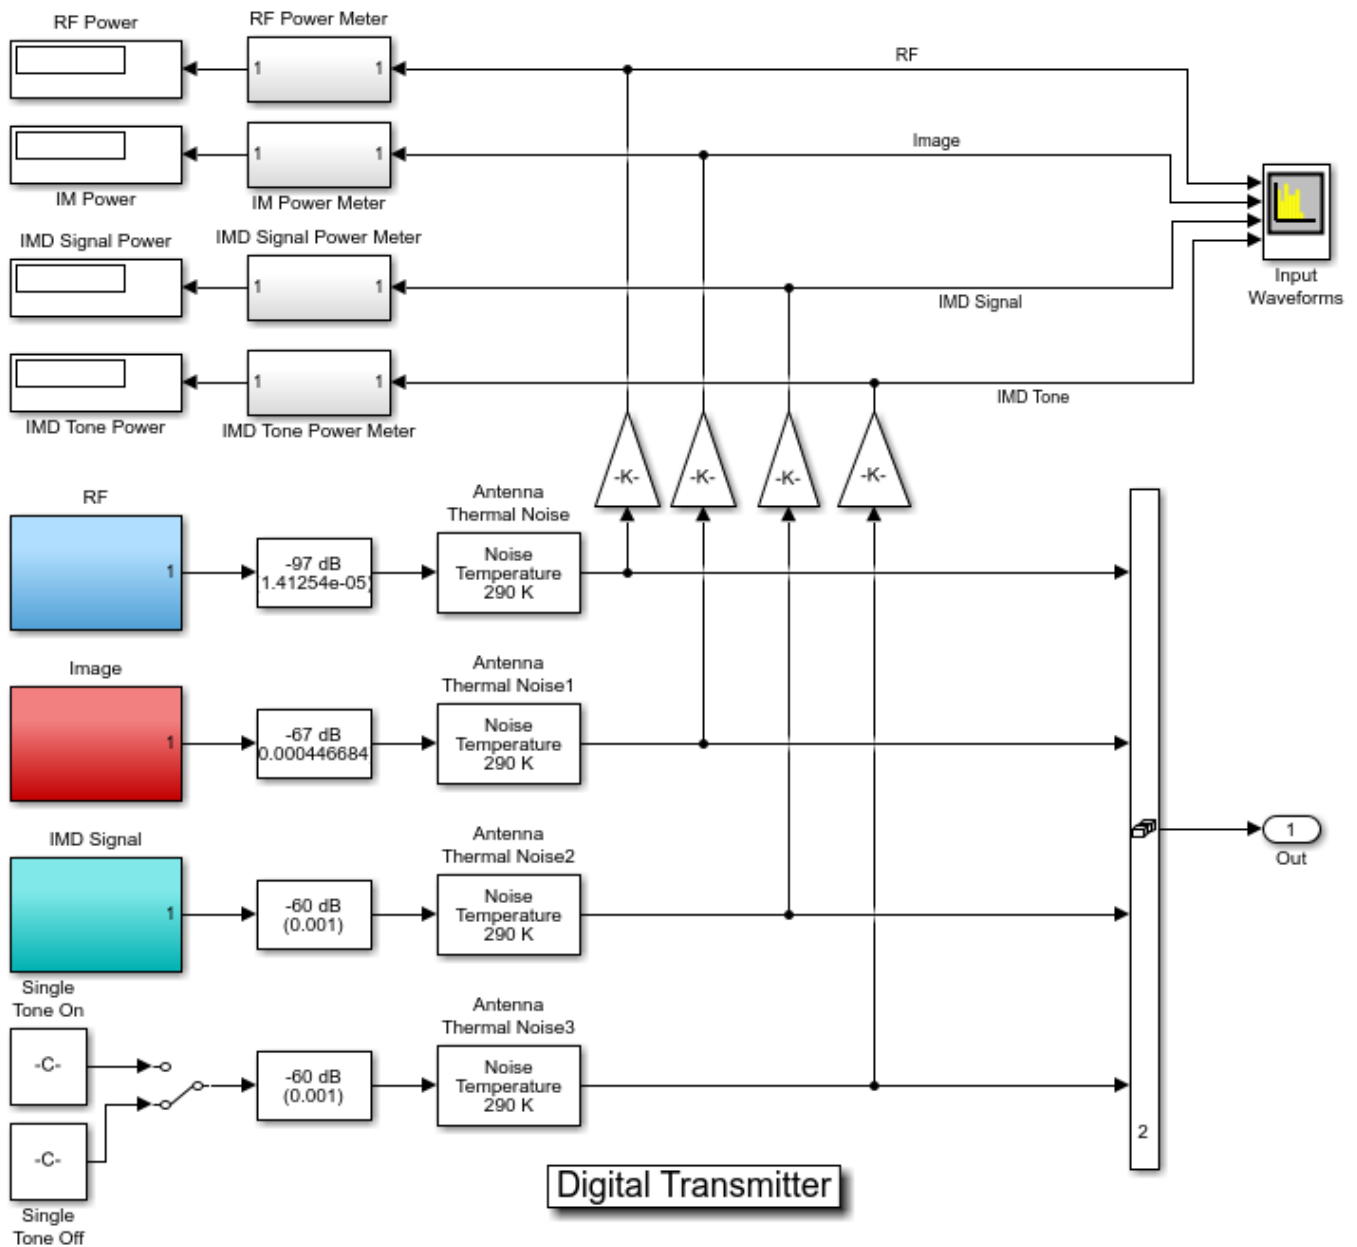 RF Power
RF Power Meter
1
1
RF
Image
1
1
IM Power
IM Power Meter
Input
Waveforms
IMD Signal Power
IMD Signal Power Meter
1
1
IMD Signal
1
1
IMD Tone
IMD Tone Power
IMD Tone Power Meter
-K-
-K-
-K-
-K-
RF
1
-97 dB
(1.41254e-05)
Antenna
Thermal Noise
Noise
Temperature
290 K
Image
1
-67 dB
0.000446684
Antenna
Thermal Noise1
Noise
Temperature
290 K
IMD Signal
1
-60 dB
(0.001)
Antenna
Thermal Noise2
Noise
Temperature
290 K
1
Out
Single
Tone On
-C-
-60 dB
(0.001)
Antenna
Thermal Noise3
Noise
Temperature
290 K
2
-C-
Single
Tone Off
Digital Transmitter